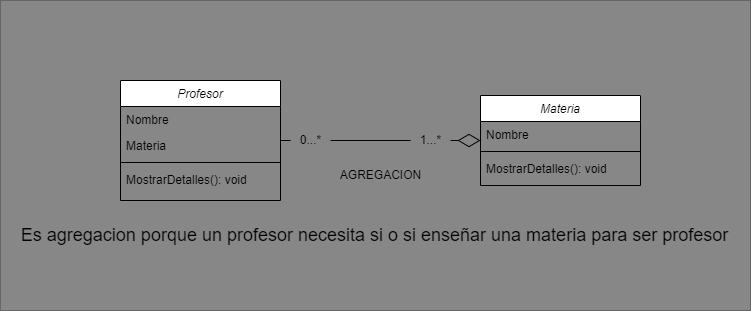 Profesor
Nombre
Materia
MostrarDetalles(): void
0...*
1...*
AGREGACION
Materia
Nombre
MostrarDetalles(): void
Es agregacion porque un profesor necesita si o si enseñar una materia para ser profesor